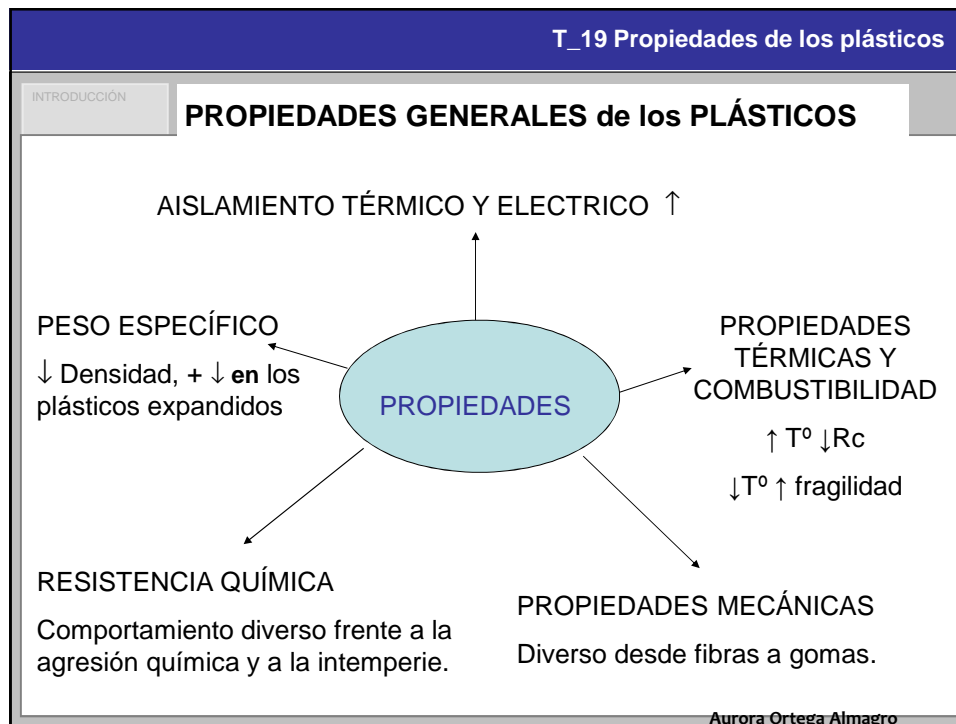 T_19 Propiedades de los plásticos
INTRODUCCIÓN
PROPIEDADES GENERALES de los PLÁSTICOS
AISLAMIENTO TÉRMICO Y ELECTRICO ↑
PESO ESPECÍFICO
↓ Densidad, + ↓ en los
plásticos expandidos
PROPIEDADES
PROPIEDADES
TÉRMICAS Y
COMBUSTIBILIDAD
↑ Tº ↓Rc
↓Tº ↑ fragilidad
RESISTENCIA QUÍMICA
Comportamiento diverso frente a la
agresión química y a la intemperie.
PROPIEDADES MECÁNICAS
Diverso desde fibras a gomas.
Aurora Ortega Almagro